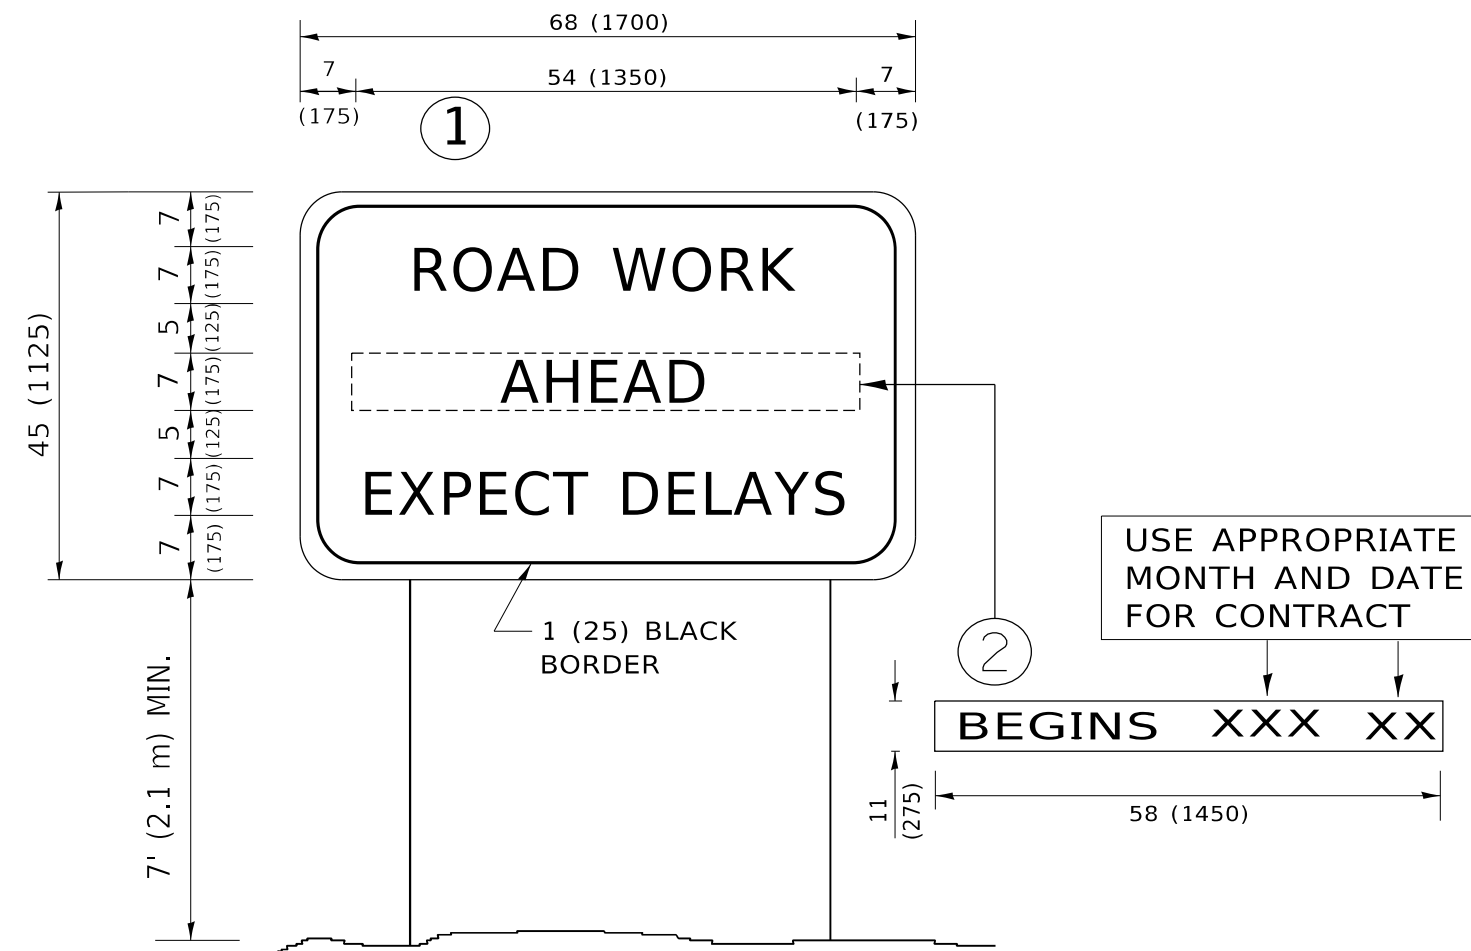 68 (1700)
7
54 (1350)
7
(175)
(175)
1
7
(175)
7
(175)
5
(125)
7
(175)
5
(125)
7
(175)
7
(175)
45 (1125)
ROAD WORK
AHEAD
EXPECT DELAYS
1 (25) BLACK
BORDER
7' (2.1 m) MIN.
USE APPROPRIATE
MONTH AND DATE
FOR CONTRACT
2
BEGINS XXX XX
11
(275)
58 (1450)